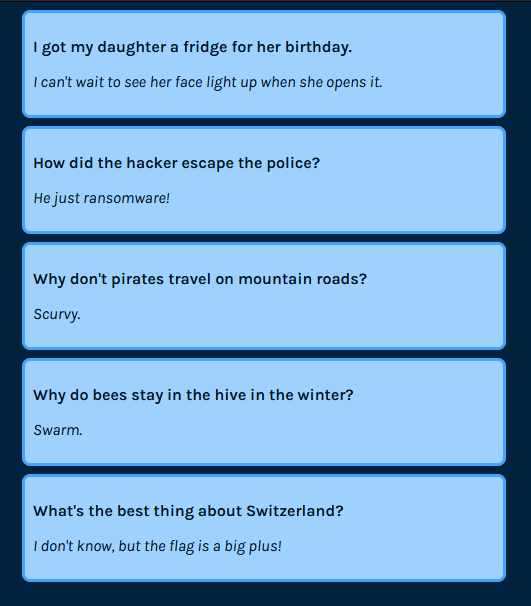 I got my daughter a fridge for her birthday.
I can't wait to see her face light up when she opens it.
How did the hacker escape the police?
He just ransomware!
Why don't pirates travel on mountain roads?
Scurvy.
Why do bees stay in the hive in the winter?
Swarm.
What's the best thing about Switzerland?
I don't know, but the flag is a big plus!